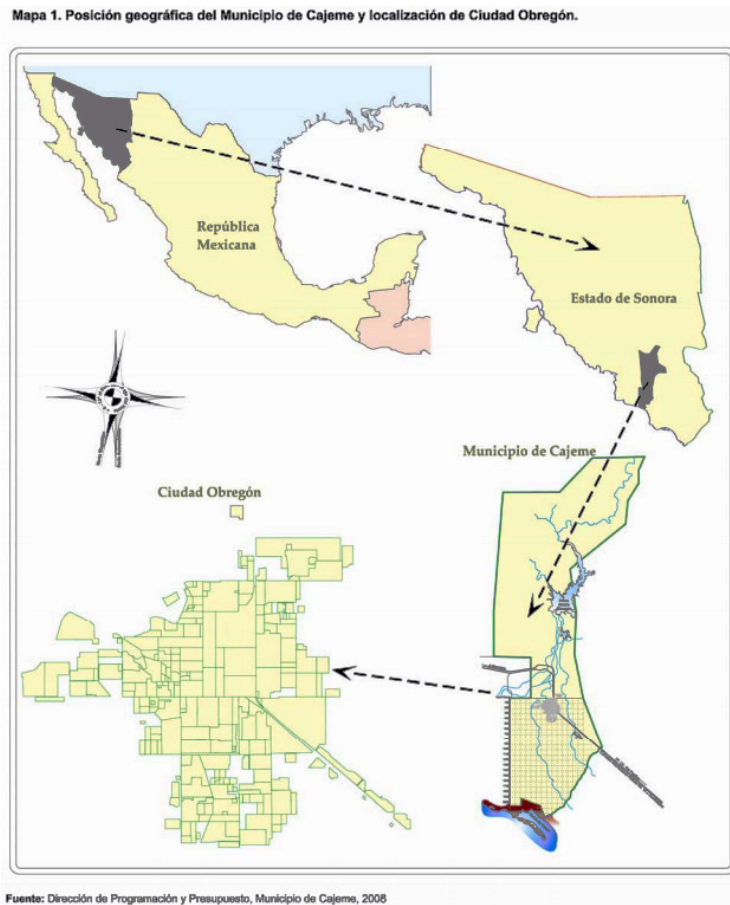 Mapa 1. Posición geográfica del Municipio de Cajeme y localización de Ciudad Obregón.
República
Mexicana
Estado de Sonora
Municipio de Cajeme
Ciudad Obregón
Fuente: Dirección de Programación y Presupuesto, Municipio de Cajeme, 2008